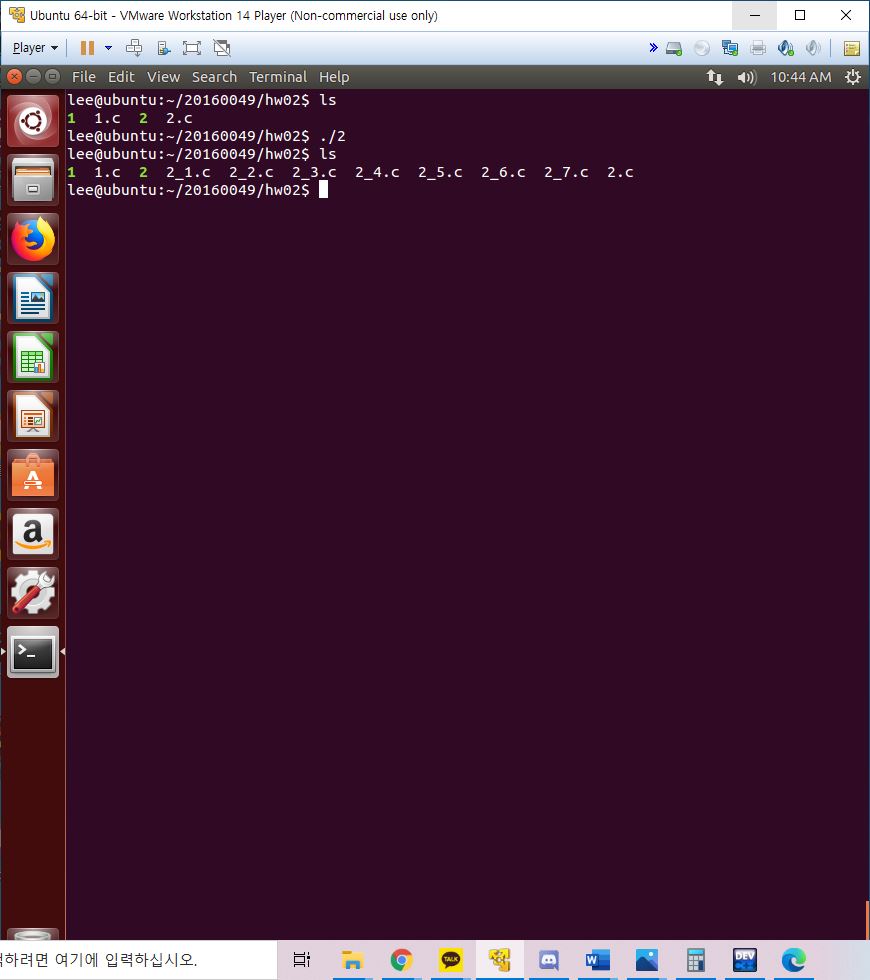 Ubuntu 64-bit - VMware Workstation 14 Player (Non-commercial use only)
Player
File Edit View Search Terminal Help 10:44 AM
lee@ubuntu:~/20160049/hw02$ ls
1 1.c 2 2.c
lee@ubuntu:~/20160049/hw02$ ./2
lee@ubuntu:~/20160049/hw02$ ls
1 1.c 2 2_1.c 2_2.c 2_3.c 2_4.c 2_5.c 2_6.c 2_7.c 2.c
lee@ubuntu:~/20160049/hw02$
하려면 여기에 입력하십시오.
TALK
DEV